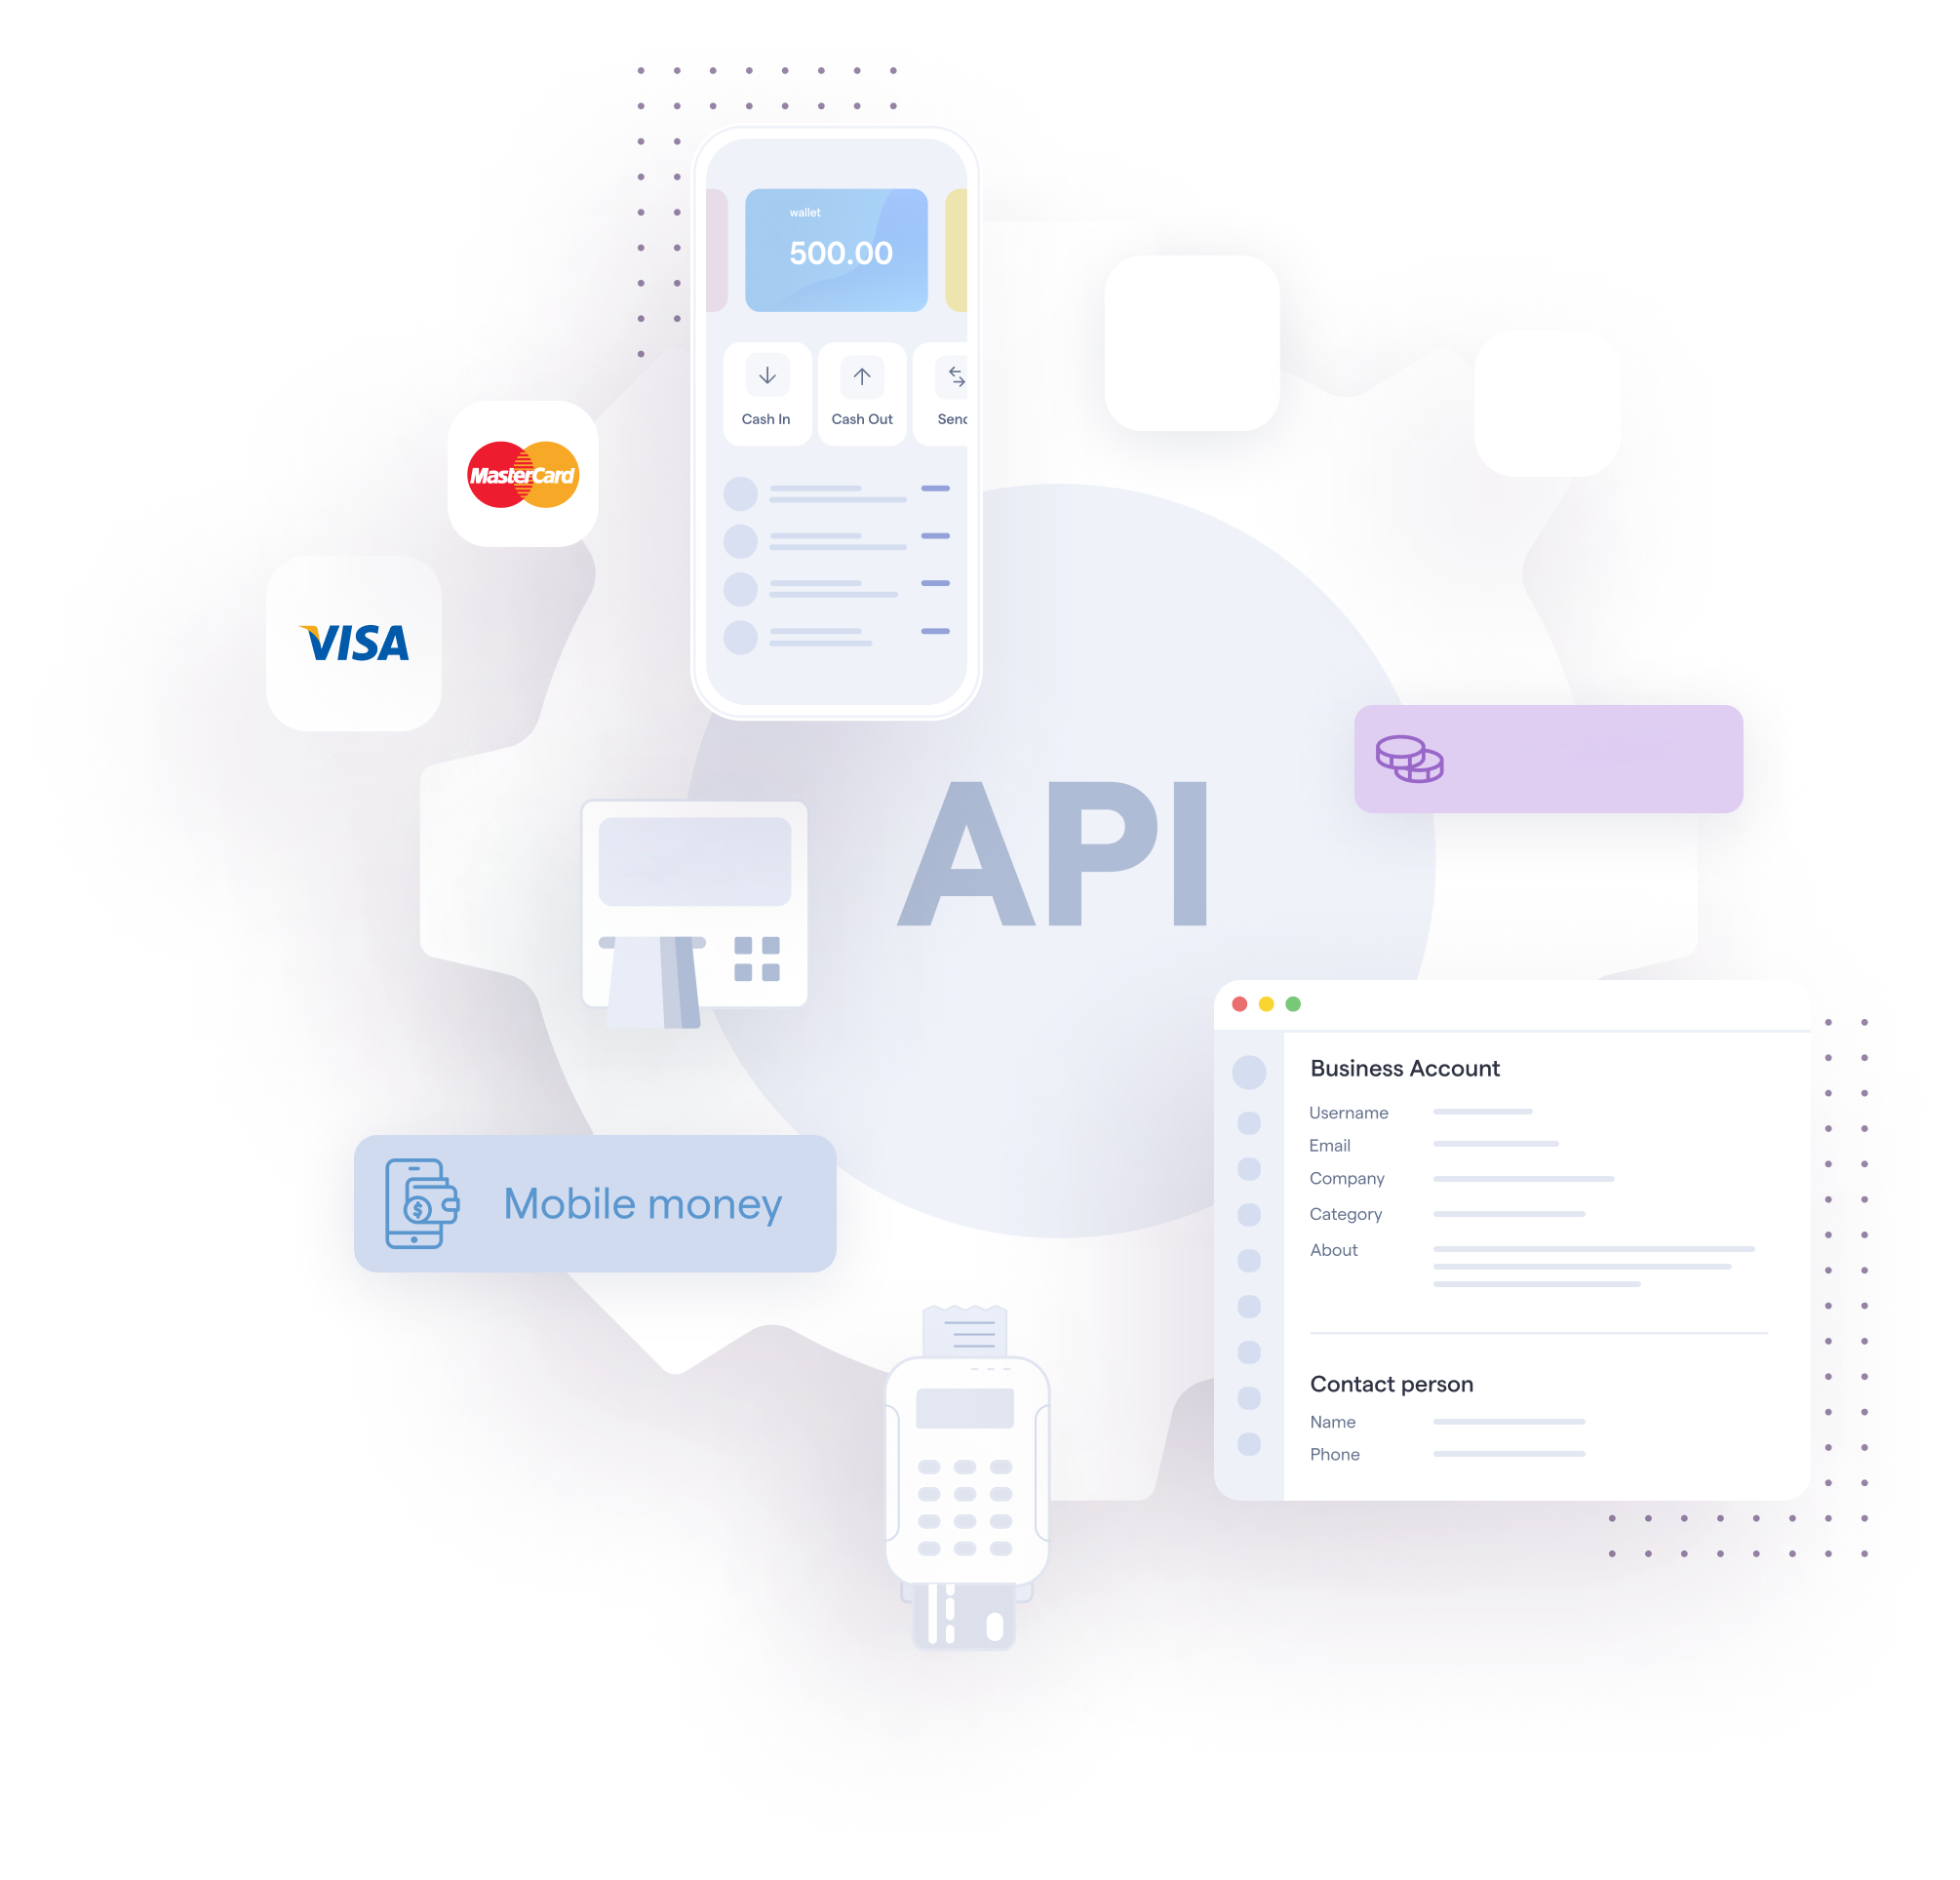 wallet
500.00
Cash In
Cash Out
Send
MasterCard
VISA
API
Mobile money
Business Account
Username
Email
Company
Category
About
Contact person
Name
Phone